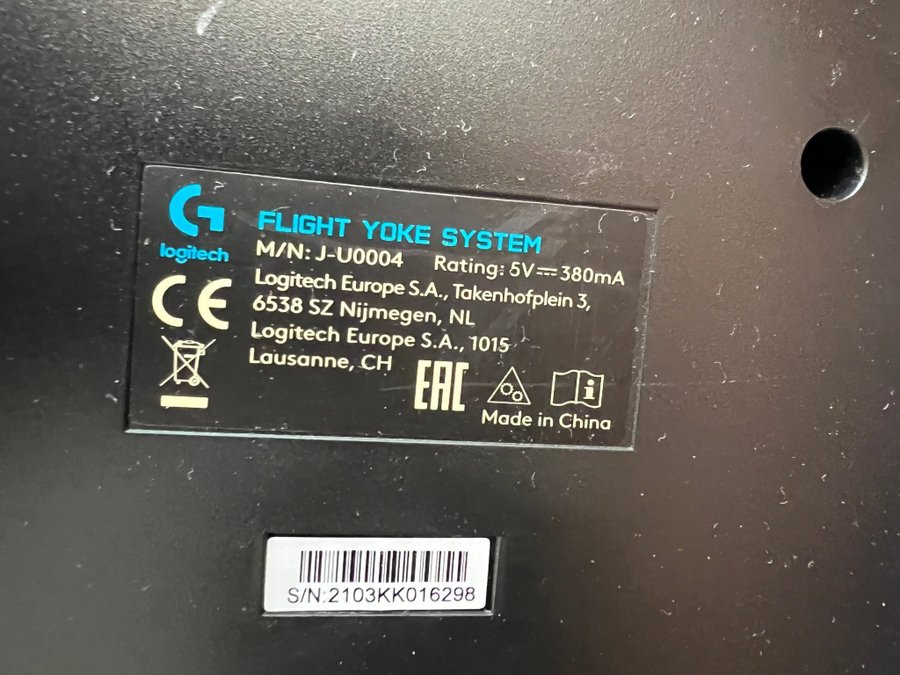 logitech
FLIGHT YOKE SYSTEM
M/N: J-U0004 Rating: 5V⎓380mA
Logitech Europe S.A., Takenhofplein 3,
6538 SZ Nijmegen, NL
Logitech Europe S.A., 1015
Lausanne, CH
CE
EAC
Made in China
S/N:2103KK016298